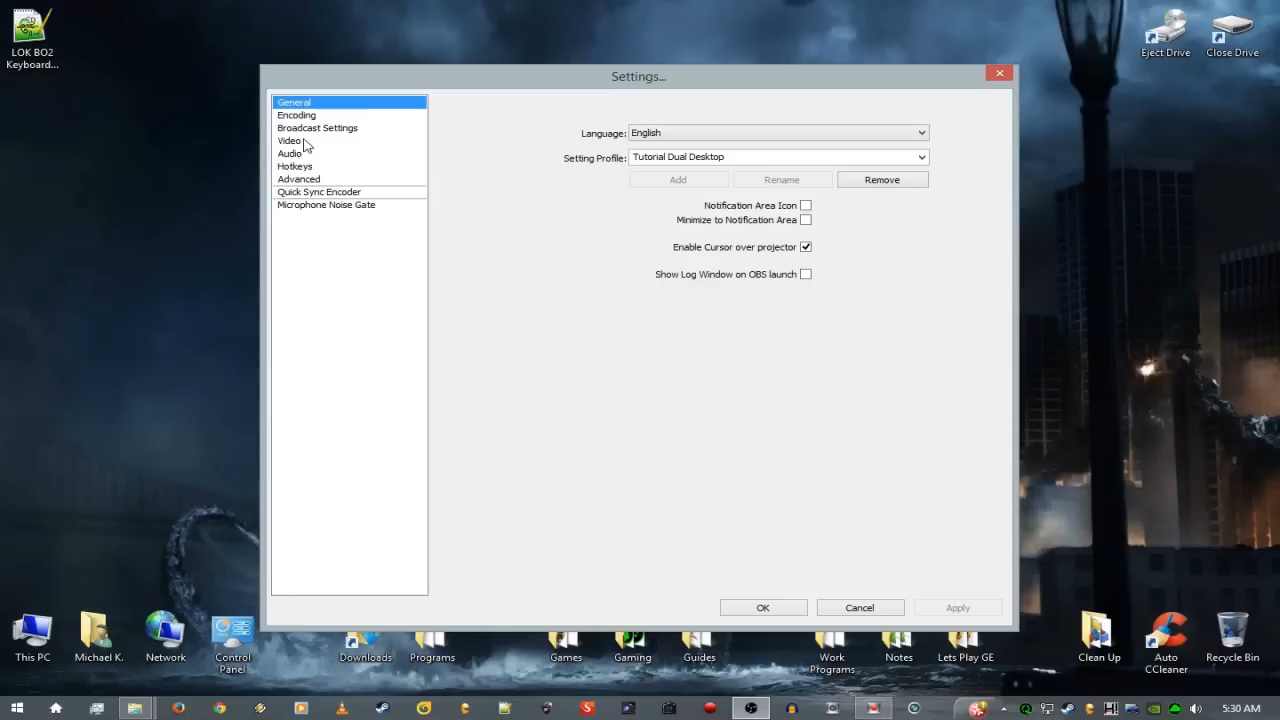 LOK BO2
Keyboard...
Eject Drive
Close Drive
Settings...
General
Encoding
Broadcast Settings
Video
Audio
Hotkeys
Advanced
Quick Sync Encoder
Microphone Noise Gate
Language: English
Setting Profile: Tutorial Dual Desktop
Add Rename Remove
Notification Area Icon
Minimize to Notification Area
Enable Cursor over projector
Show Log Window on OBS launch
OK Cancel Apply
This PC
Michael K.
Network
Control
Panel
Downloads
Programs
Games
Gaming
Guides
Work
Programs
Notes
Lets Play GE
Clean Up
Auto
CCleaner
Recycle Bin
5:30 AM